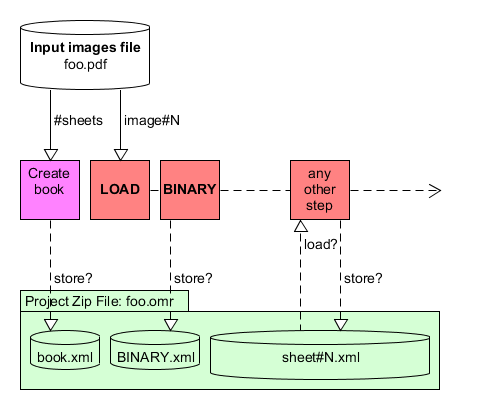 Input images file
foo.pdf
#sheets
image#N
Create
book
LOAD
BINARY
any
other
step
store?
store?
load?
store?
Project Zip File: foo.omr
book.xml
BINARY.xml
sheet#N.xml